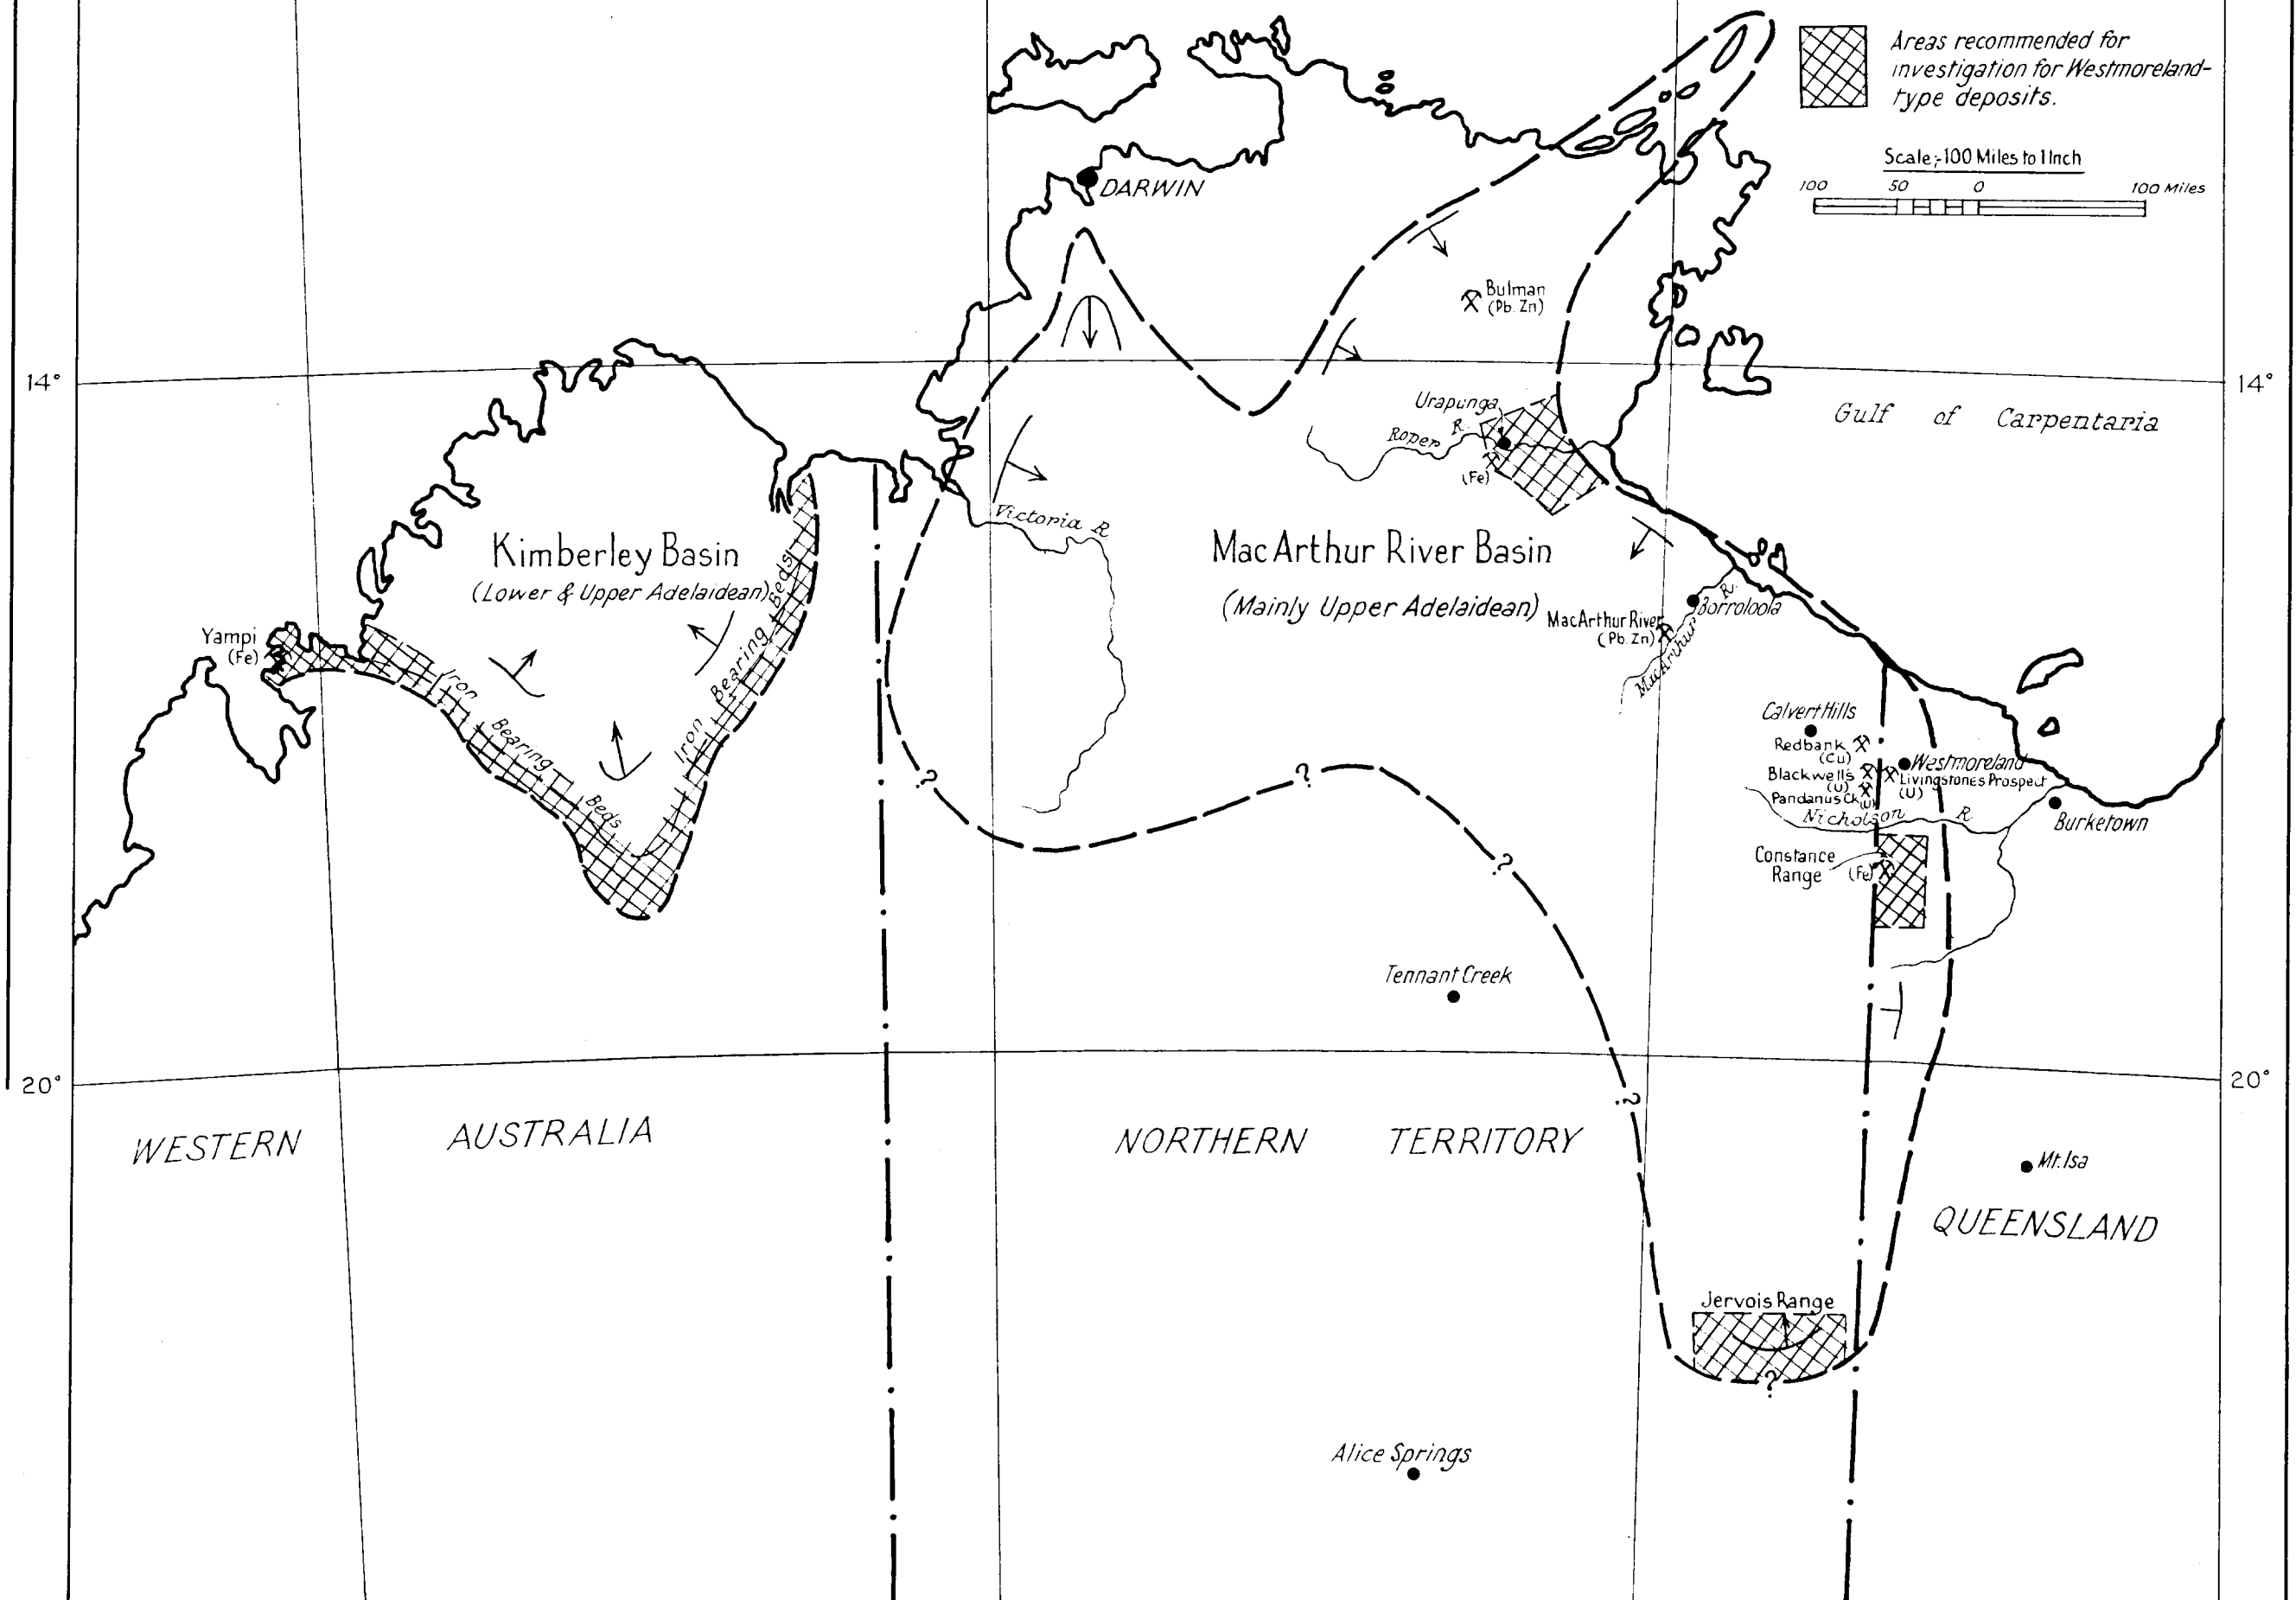 Areas recommended for
investigation for Westmoreland-
type deposits.
Scale;-100 Miles to 1 Inch
100 50 0 100 Miles
DARWIN
Bulman
(Pb. Zn)
14°
14°
Urapunga
Roper R.
(Fe)
Gulf of Carpentaria
Victoria R
Kimberley Basin
(Lower & Upper Adelaidean)
MacArthur River Basin
(Mainly Upper Adelaidean)
Iron Bearing Beds
Iron Bearing Beds
Yampi
(Fe)
Borroloola
MacArthur River
(Pb. Zn)
MacArthur R.
Calvert Hills
Redbank
(Cu)
Westmoreland
Blackwells
(U)
Livingstones Prospect
(U)
Pandanus Ck.
(U)
Nicholson R.
Burketown
Constance
Range
(Fe)
?
?
?
Tennant Creek
20°
20°
?
WESTERN AUSTRALIA
NORTHERN TERRITORY
Mt. Isa
QUEENSLAND
Jervois Range
?
Alice Springs